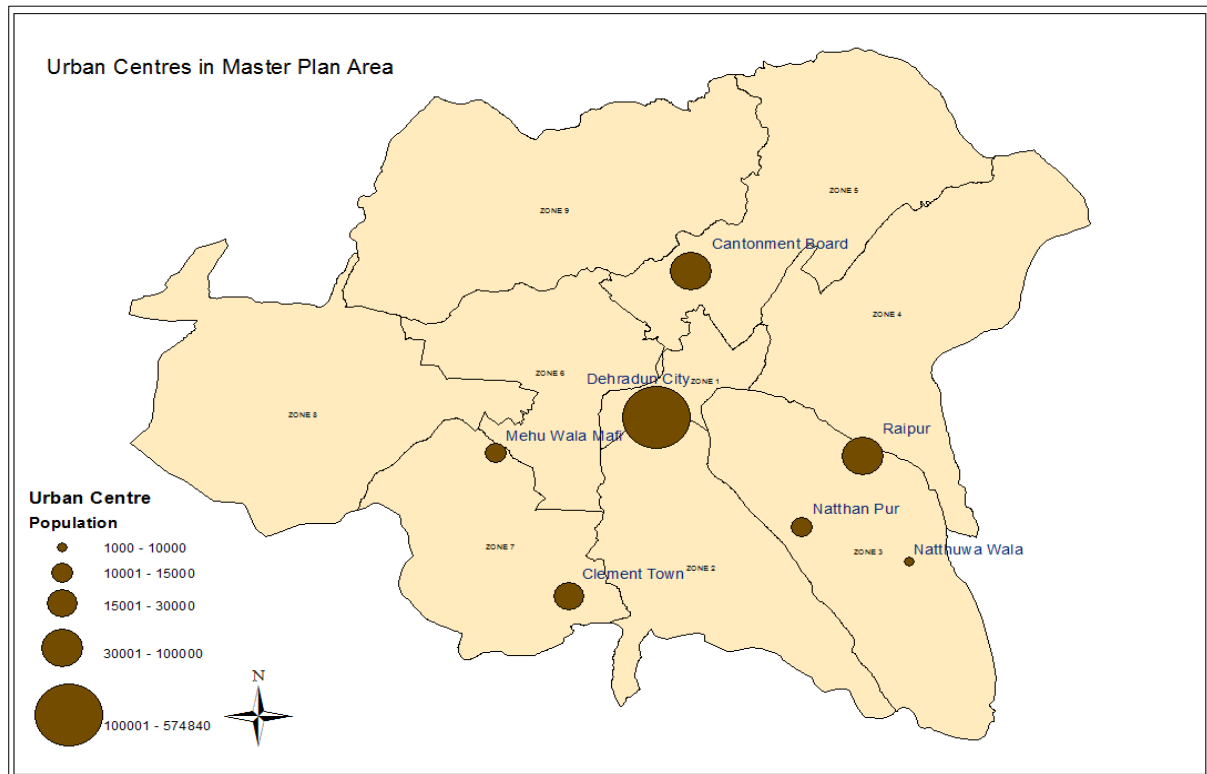 Urban Centres in Master Plan Area
ZONE 5
ZONE 9
Cantonment Board
ZONE 4
ZONE 6
Dehradun City
ZONE 1
ZONE 8
Mehu Wala Mafi
Raipur
Natthan Pur
ZONE 7
ZONE 3
Natthuwa Wala
Clement Town
ZONE 2
Urban Centre
Population
1000 - 10000
10001 - 15000
15001 - 30000
30001 - 100000
100001 - 574840
N